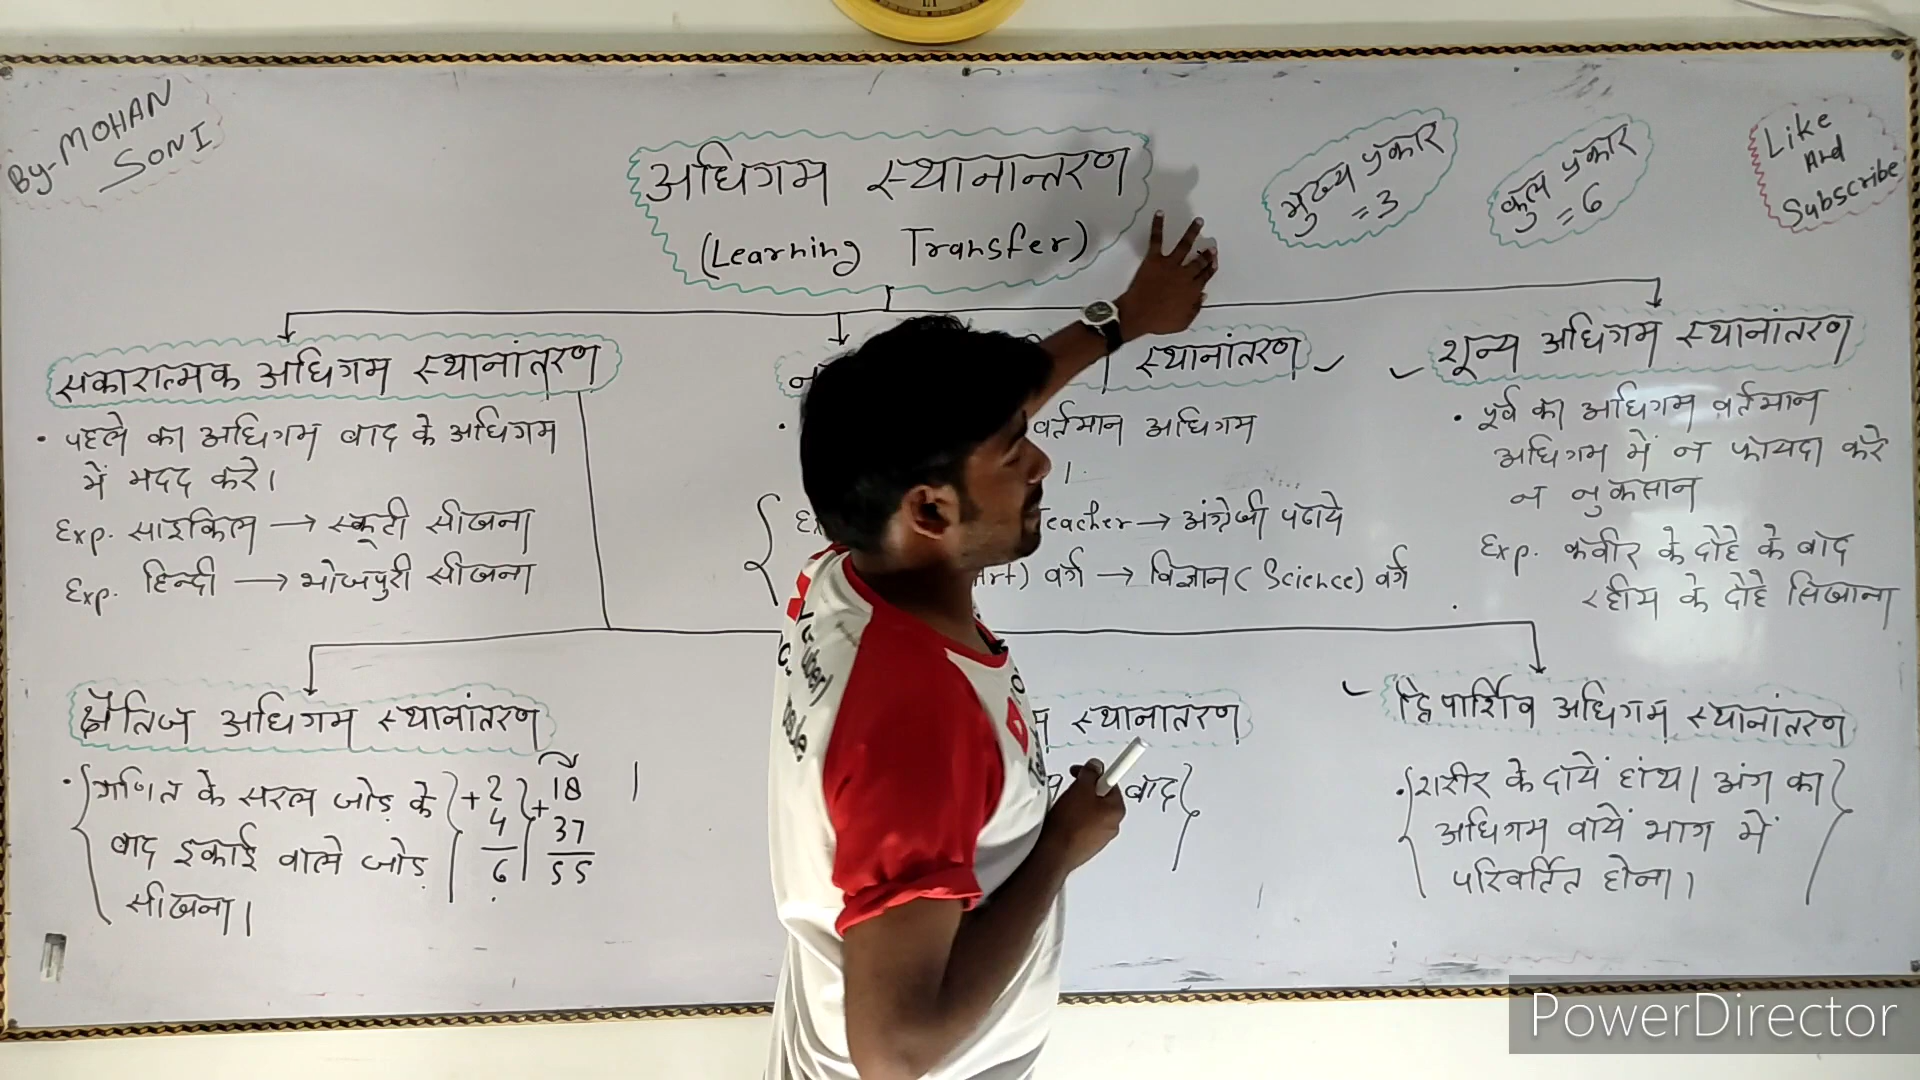 By-MOHAN
SONI
अधिगम स्थानान्तरण
(Learning Transfer)
मुख्य प्रकार
=3
कुल प्रकार
=6
Like
And
Subscribe
सकारात्मक अधिगम स्थानांतरण
• पहले का अधिगम बाद के अधिगम
में मदद करे।
Exp. साइकिल → स्कूटी सीखना
Exp. हिन्दी → भोजपुरी सीखना
स्थानांतरण
वर्तमान अधिगम
eacher → अंग्रेजी पढाये
Art) वर्ग → विज्ञान (Science) वर्ग
शून्य अधिगम स्थानांतरण
• पूर्व का अधिगम वर्तमान
अधिगम में न फायदा करे
न नुकसान
Exp. कबीर के दोहे के बाद
रहीम के दोहे सिखाना
क्षैतिज अधिगम स्थानांतरण
• गणित के सरल जोड़ के
बाद इकाई वाले जोड़
सीखना।
+2
4
6
18
+
37
55
म स्थांनातंरण
बाद
द्विपार्शिव अधिगम स्थानांतरण
• शरीर के दायें हांथ। अंग का
अधिगम बायें भाग में
परिवर्तित होना।
PowerDirector